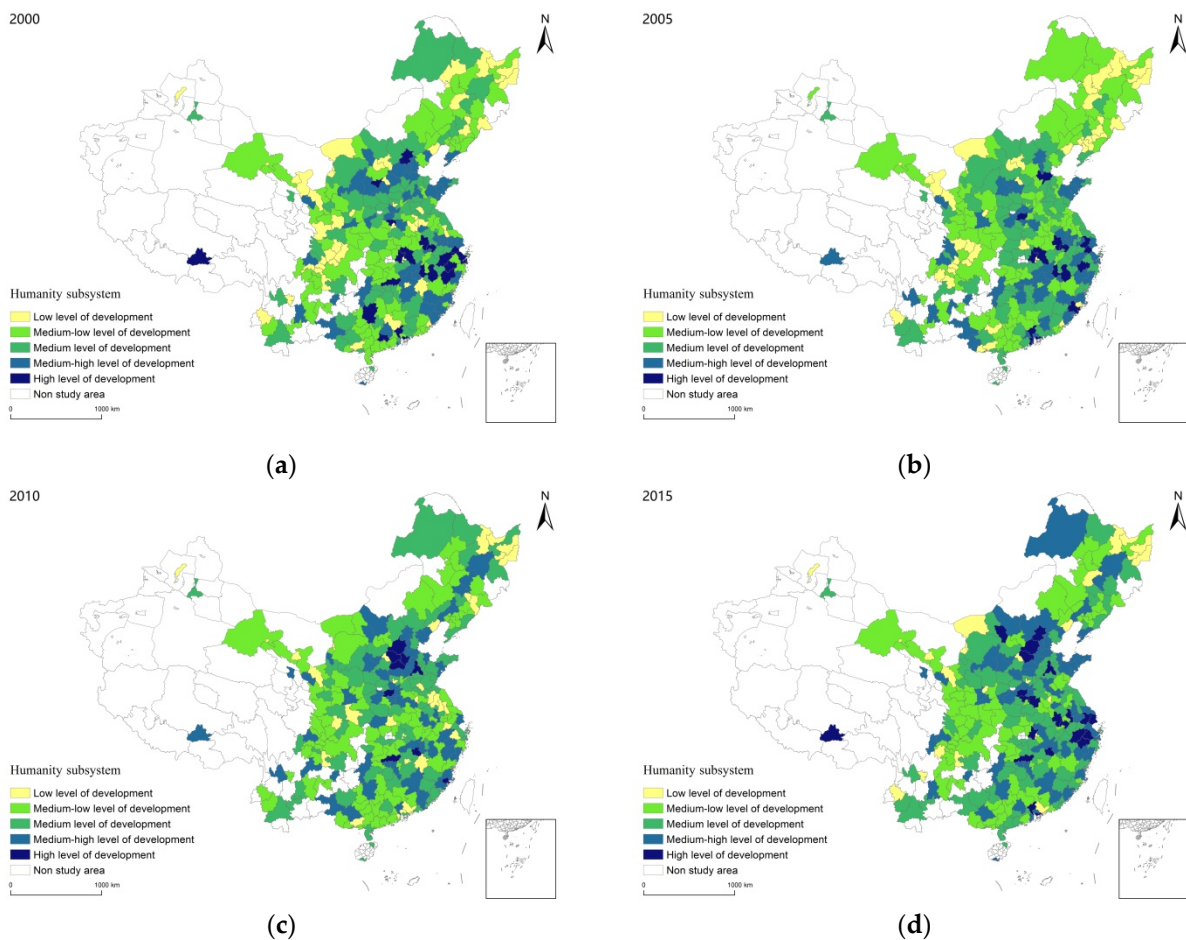 2000
N
Humanity subsystem
Low level of development
Medium-low level of development
Medium level of development
Medium-high level of development
High level of development
Non study area
0 1000 km
(a)
2005
N
Humanity subsystem
Low level of development
Medium-low level of development
Medium level of development
Medium-high level of development
High level of development
Non study area
0 1000 km
(b)
2010
N
Humanity subsystem
Low level of development
Medium-low level of development
Medium level of development
Medium-high level of development
High level of development
Non study area
0 1000 km
(c)
2015
N
Humanity subsystem
Low level of development
Medium-low level of development
Medium level of development
Medium-high level of development
High level of development
Non study area
0 1000 km
(d)